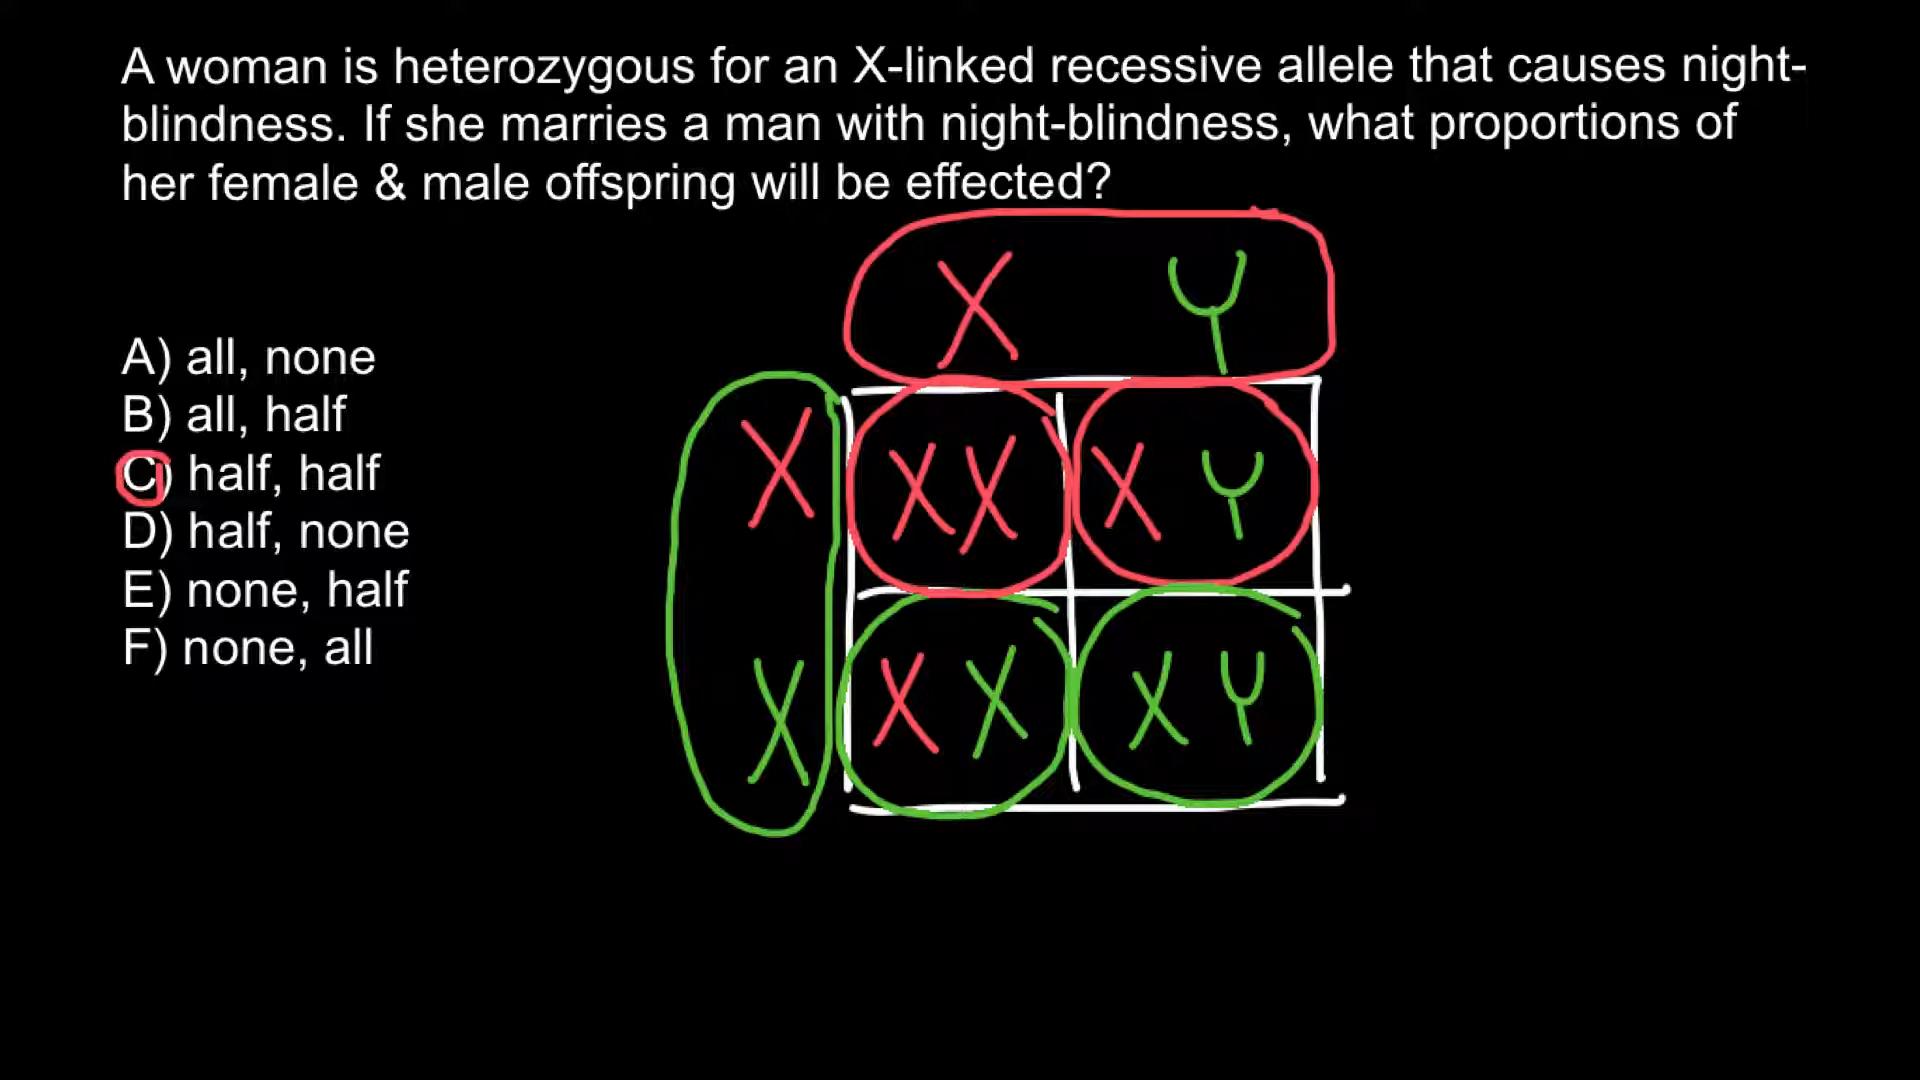 A woman is heterozygous for an X-linked recessive allele that causes night-
blindness. If she marries a man with night-blindness, what proportions of
her female & male offspring will be effected?
X Y
A) all, none
B) all, half
C) half, half
D) half, none
E) none, half
F) none, all
X XX XY
X XX XY